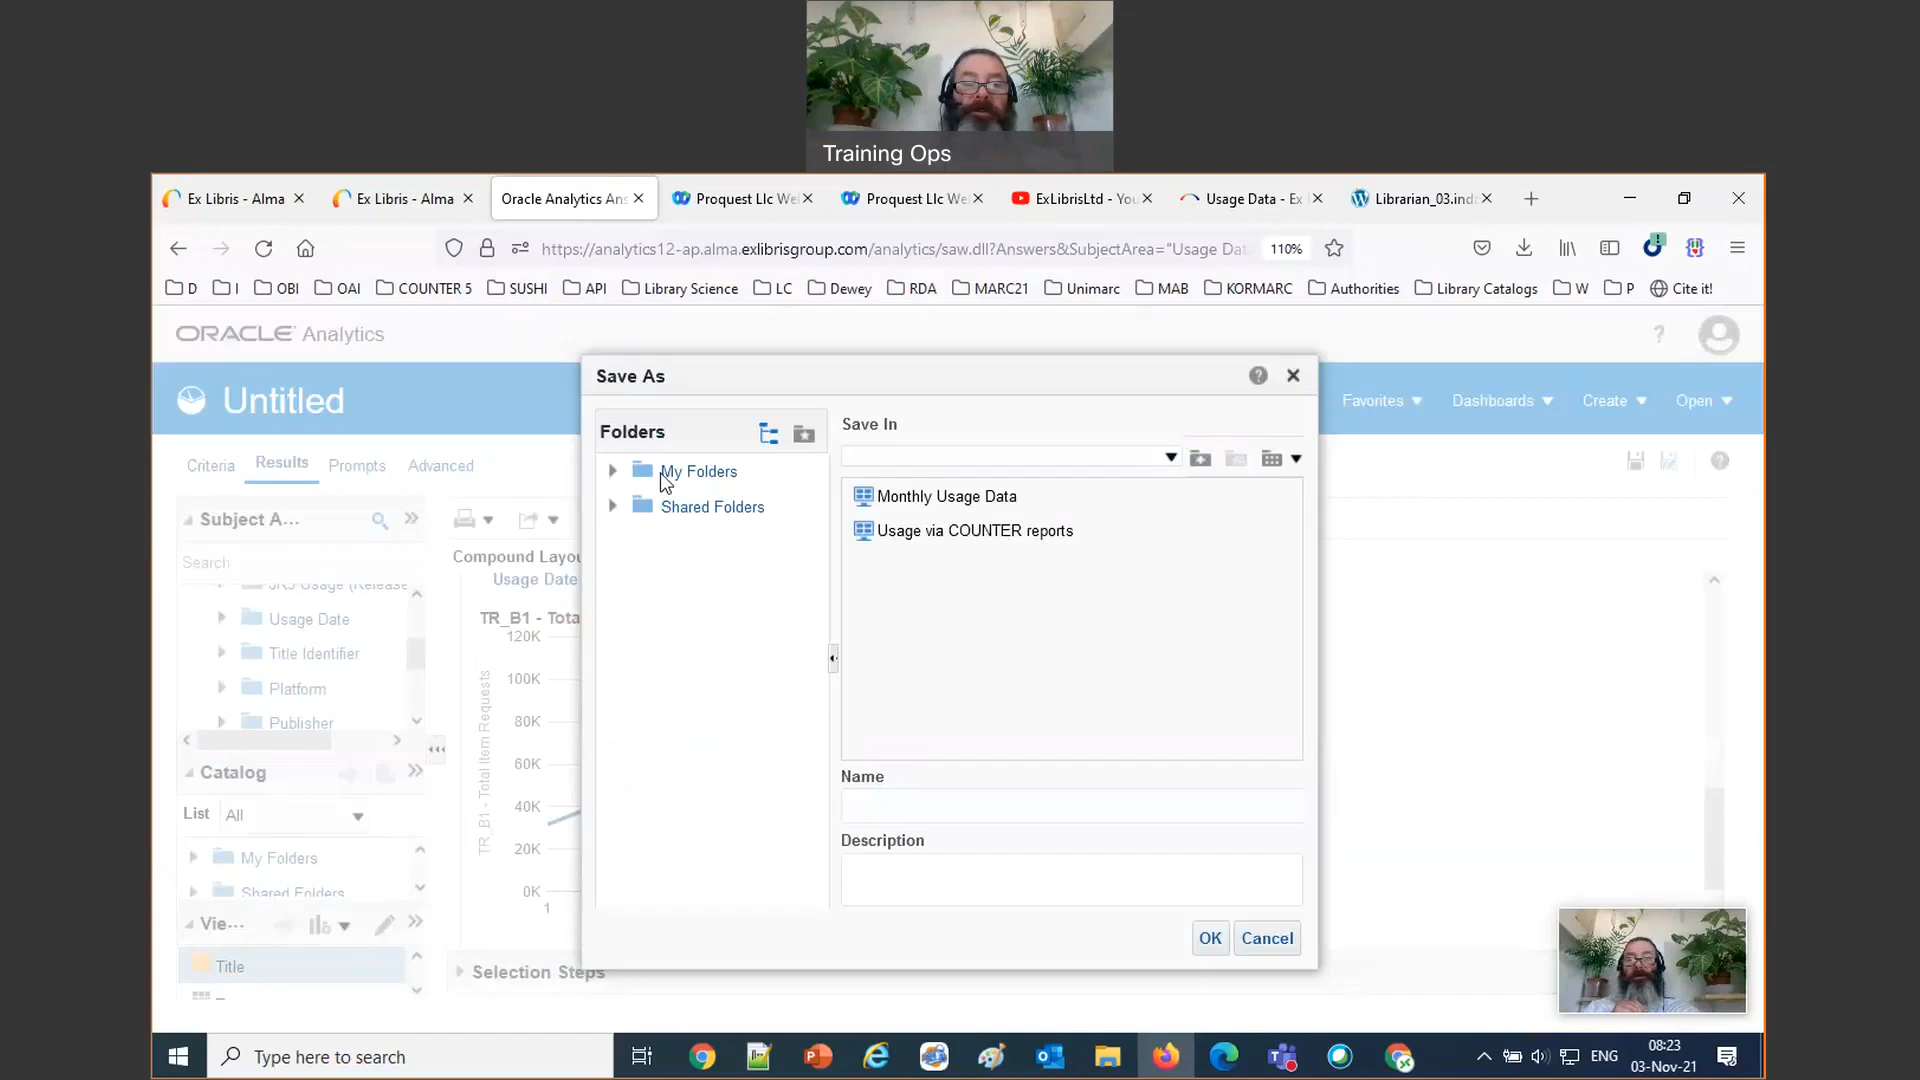 Training Ops
Ex Libris - Alma
Ex Libris - Alma
Oracle Analytics Ans
Proquest Llc We
Proquest Llc We
ExLibrisLtd - You
Usage Data - Ex
Librarian_03.ind
https://analytics12-ap.alma.exlibrisgroup.com/analytics/saw.dll?Answers&SubjectArea="Usage Dat
110%
D
I
OBI
OAI
COUNTER 5
SUSHI
API
Library Science
LC
Dewey
RDA
MARC21
Unimarc
MAB
KORMARC
Authorities
Library Catalogs
W
P
Cite it!
ORACLE Analytics
Untitled
Favorites
Dashboards
Create
Open
Criteria
Results
Prompts
Advanced
Subject A...
Search
Usage Date
Title Identifier
Platform
Publisher
Catalog
List All
My Folders
Shared Folders
Vie...
Title
Compound Layou
Usage Date
TR_B1 - Tota
120K
100K
80K
60K
40K
20K
0K
1
TR_B1 - Total Item Requests
Selection Steps
Save As
Folders
My Folders
Shared Folders
Save In
Monthly Usage Data
Usage via COUNTER reports
Name
Description
OK
Cancel
Type here to search
ENG
08:23
03-Nov-21